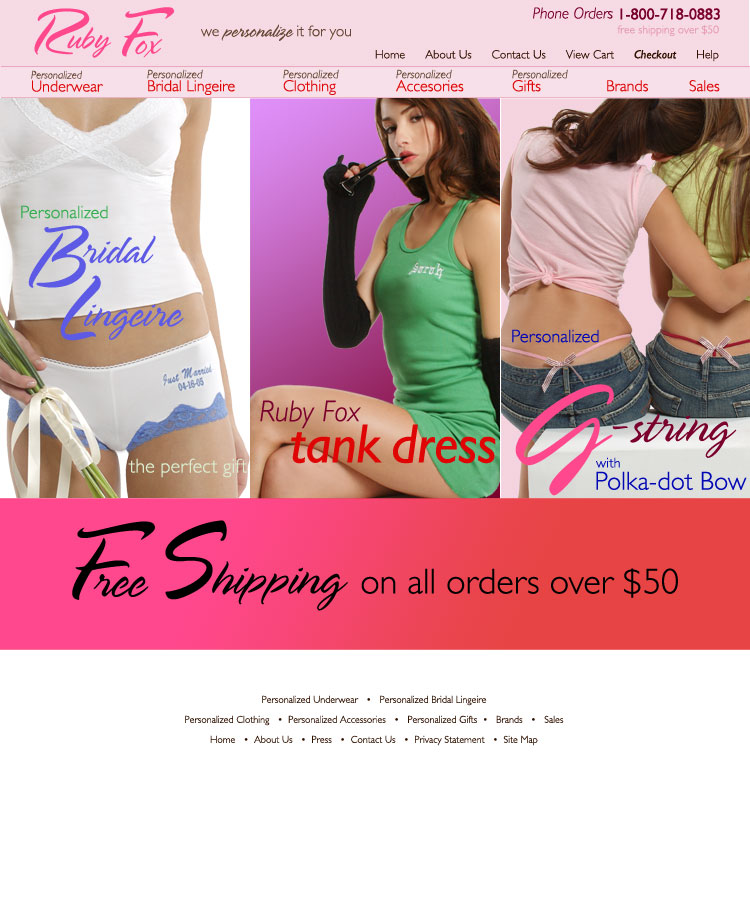 Ruby Fox
we personalize it for you
Phone Orders 1-800-718-0883
free shipping over $50
Home About Us Contact Us View Cart Checkout Help
Personalized Underwear
Personalized Bridal Lingeire
Personalized Clothing
Personalized Accesories
Personalized Gifts
Brands
Sales
Personalized
Bridal
Lingeire
Just Married
04-16-05
the perfect gift
sarah
Ruby Fox
tank dress
Personalized
G-string
with
Polka-dot Bow
Free Shipping on all orders over $50
Personalized Underwear • Personalized Bridal Lingeire
Personalized Clothing • Personalized Accessories • Personalized Gifts • Brands • Sales
Home • About Us • Press • Contact Us • Privacy Statement • Site Map